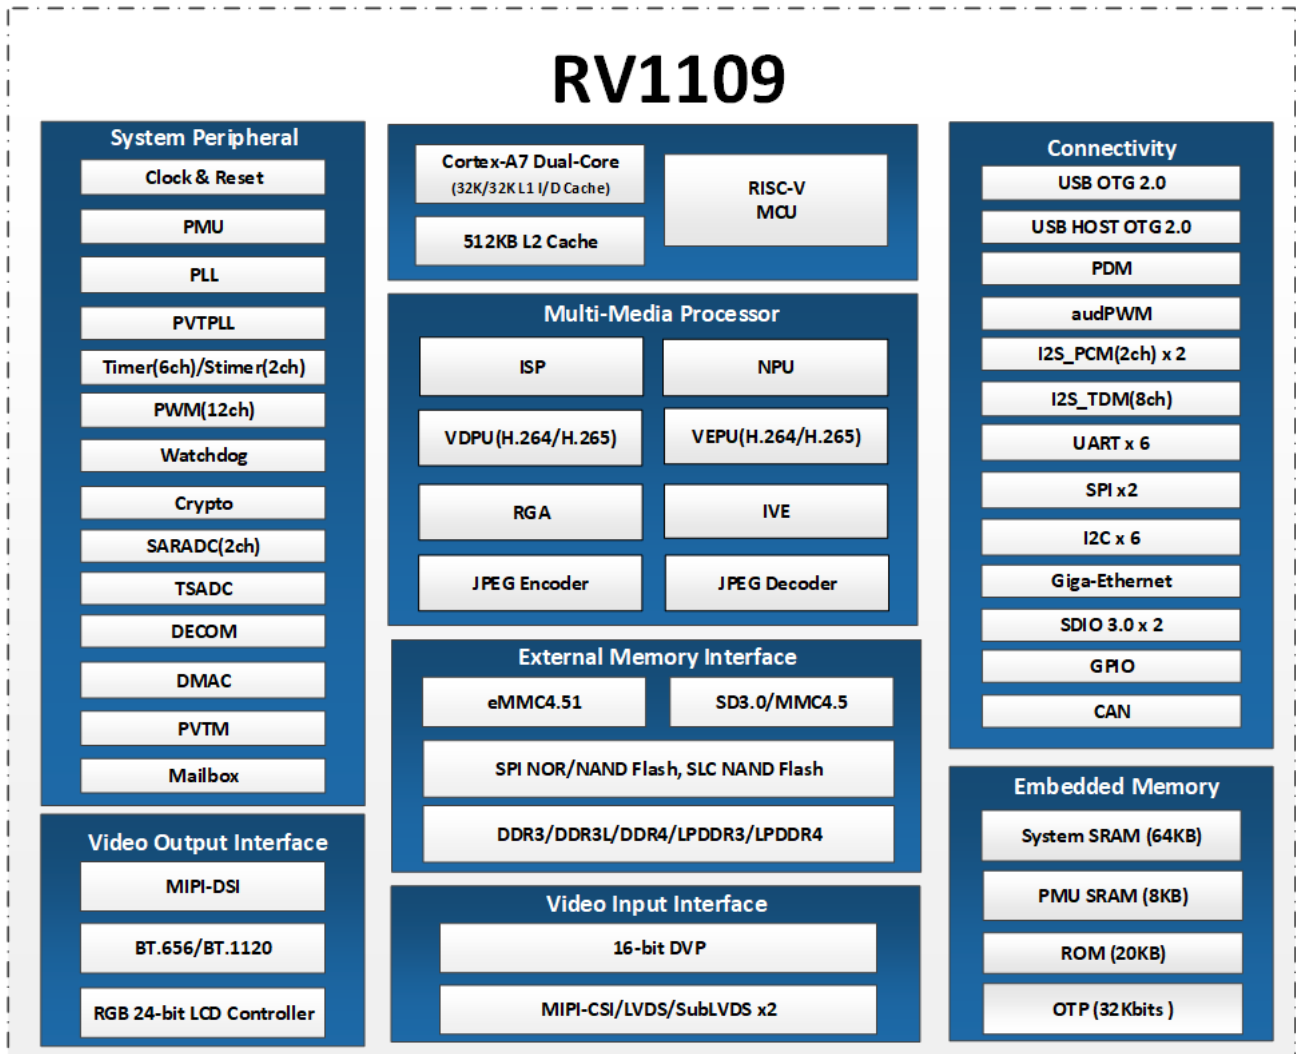 RV1109
System Peripheral
Clock & Reset
PMU
PLL
PVTPLL
Timer(6ch)/Stimer(2ch)
PWM(12ch)
Watchdog
Crypto
SARADC(2ch)
TSADC
DECOM
DMAC
PVTM
Mailbox
Video Output Interface
MIPI-DSI
BT.656/BT.1120
RGB 24-bit LCD Controller
Cortex-A7 Dual-Core
(32K/32K L1 I/D Cache)
512KB L2 Cache
RISC-V
MCU
Multi-Media Processor
ISP
NPU
VDPU(H.264/H.265)
VEPU(H.264/H.265)
RGA
IVE
JPEG Encoder
JPEG Decoder
External Memory Interface
eMMC4.51
SD3.0/MMC4.5
SPI NOR/NAND Flash, SLC NAND Flash
DDR3/DDR3L/DDR4/LPDDR3/LPDDR4
Video Input Interface
16-bit DVP
MIPI-CSI/LVDS/SubLVDS x2
Connectivity
USB OTG 2.0
USB HOST OTG 2.0
PDM
audPWM
I2S_PCM(2ch) x 2
I2S_TDM(8ch)
UART x 6
SPI x2
I2C x 6
Giga-Ethernet
SDIO 3.0 x 2
GPIO
CAN
Embedded Memory
System SRAM (64KB)
PMU SRAM (8KB)
ROM (20KB)
OTP (32Kbits )